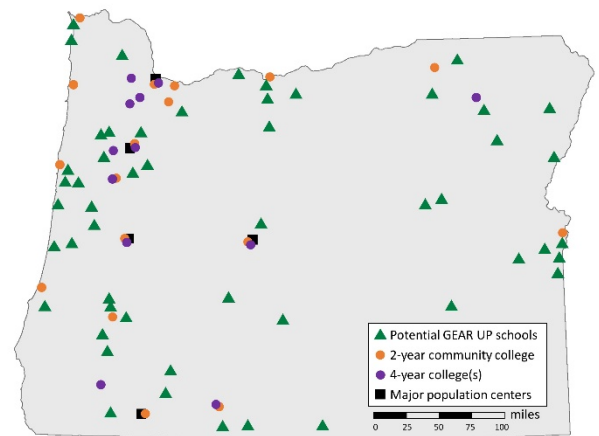 Potential GEAR UP schools
2-year community college
4-year college(s)
Major population centers
miles
0 25 50 75 100